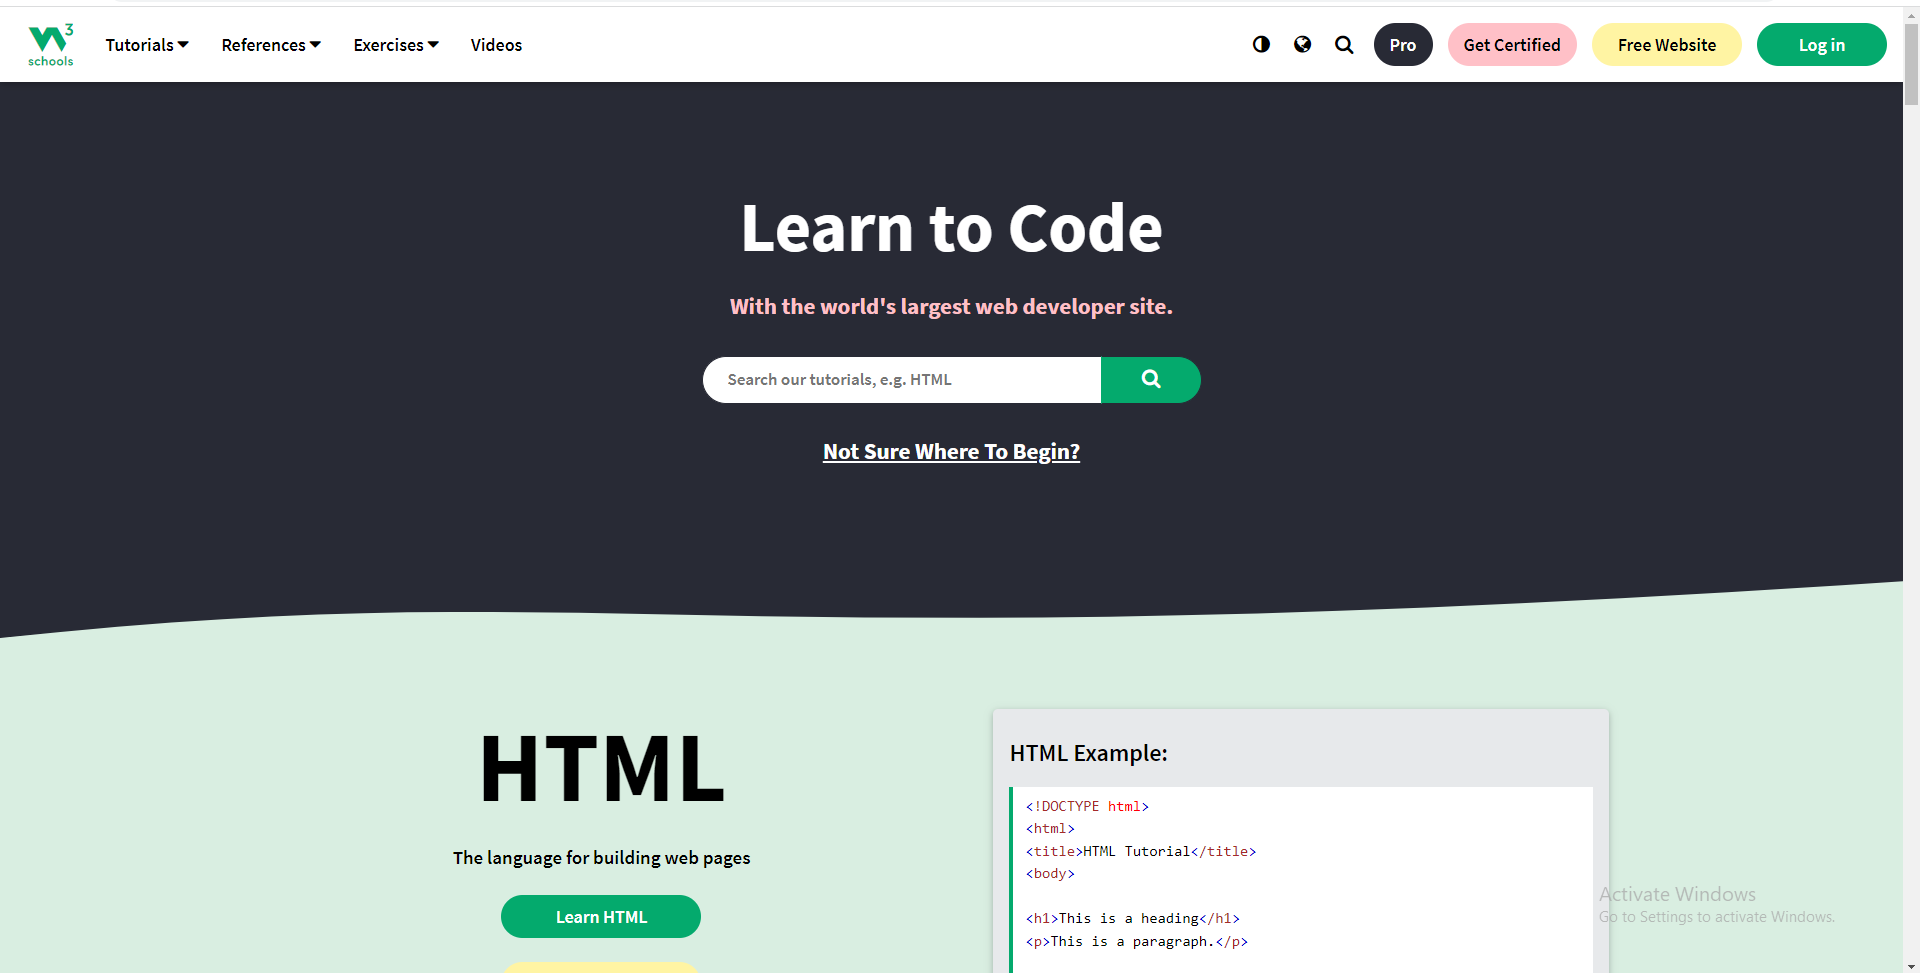 W3 schools
Tutorials References Exercises Videos Pro Get Certified Free Website Log in
Learn to Code
With the world's largest web developer site.
Search our tutorials, e.g. HTML
Not Sure Where To Begin?
HTML
The language for building web pages
Learn HTML
HTML Example:
<!DOCTYPE html>
<html>
<title>HTML Tutorial</title>
<body>
<h1>This is a heading</h1>
<p>This is a paragraph.</p>
Activate Windows
Go to Settings to activate Windows.